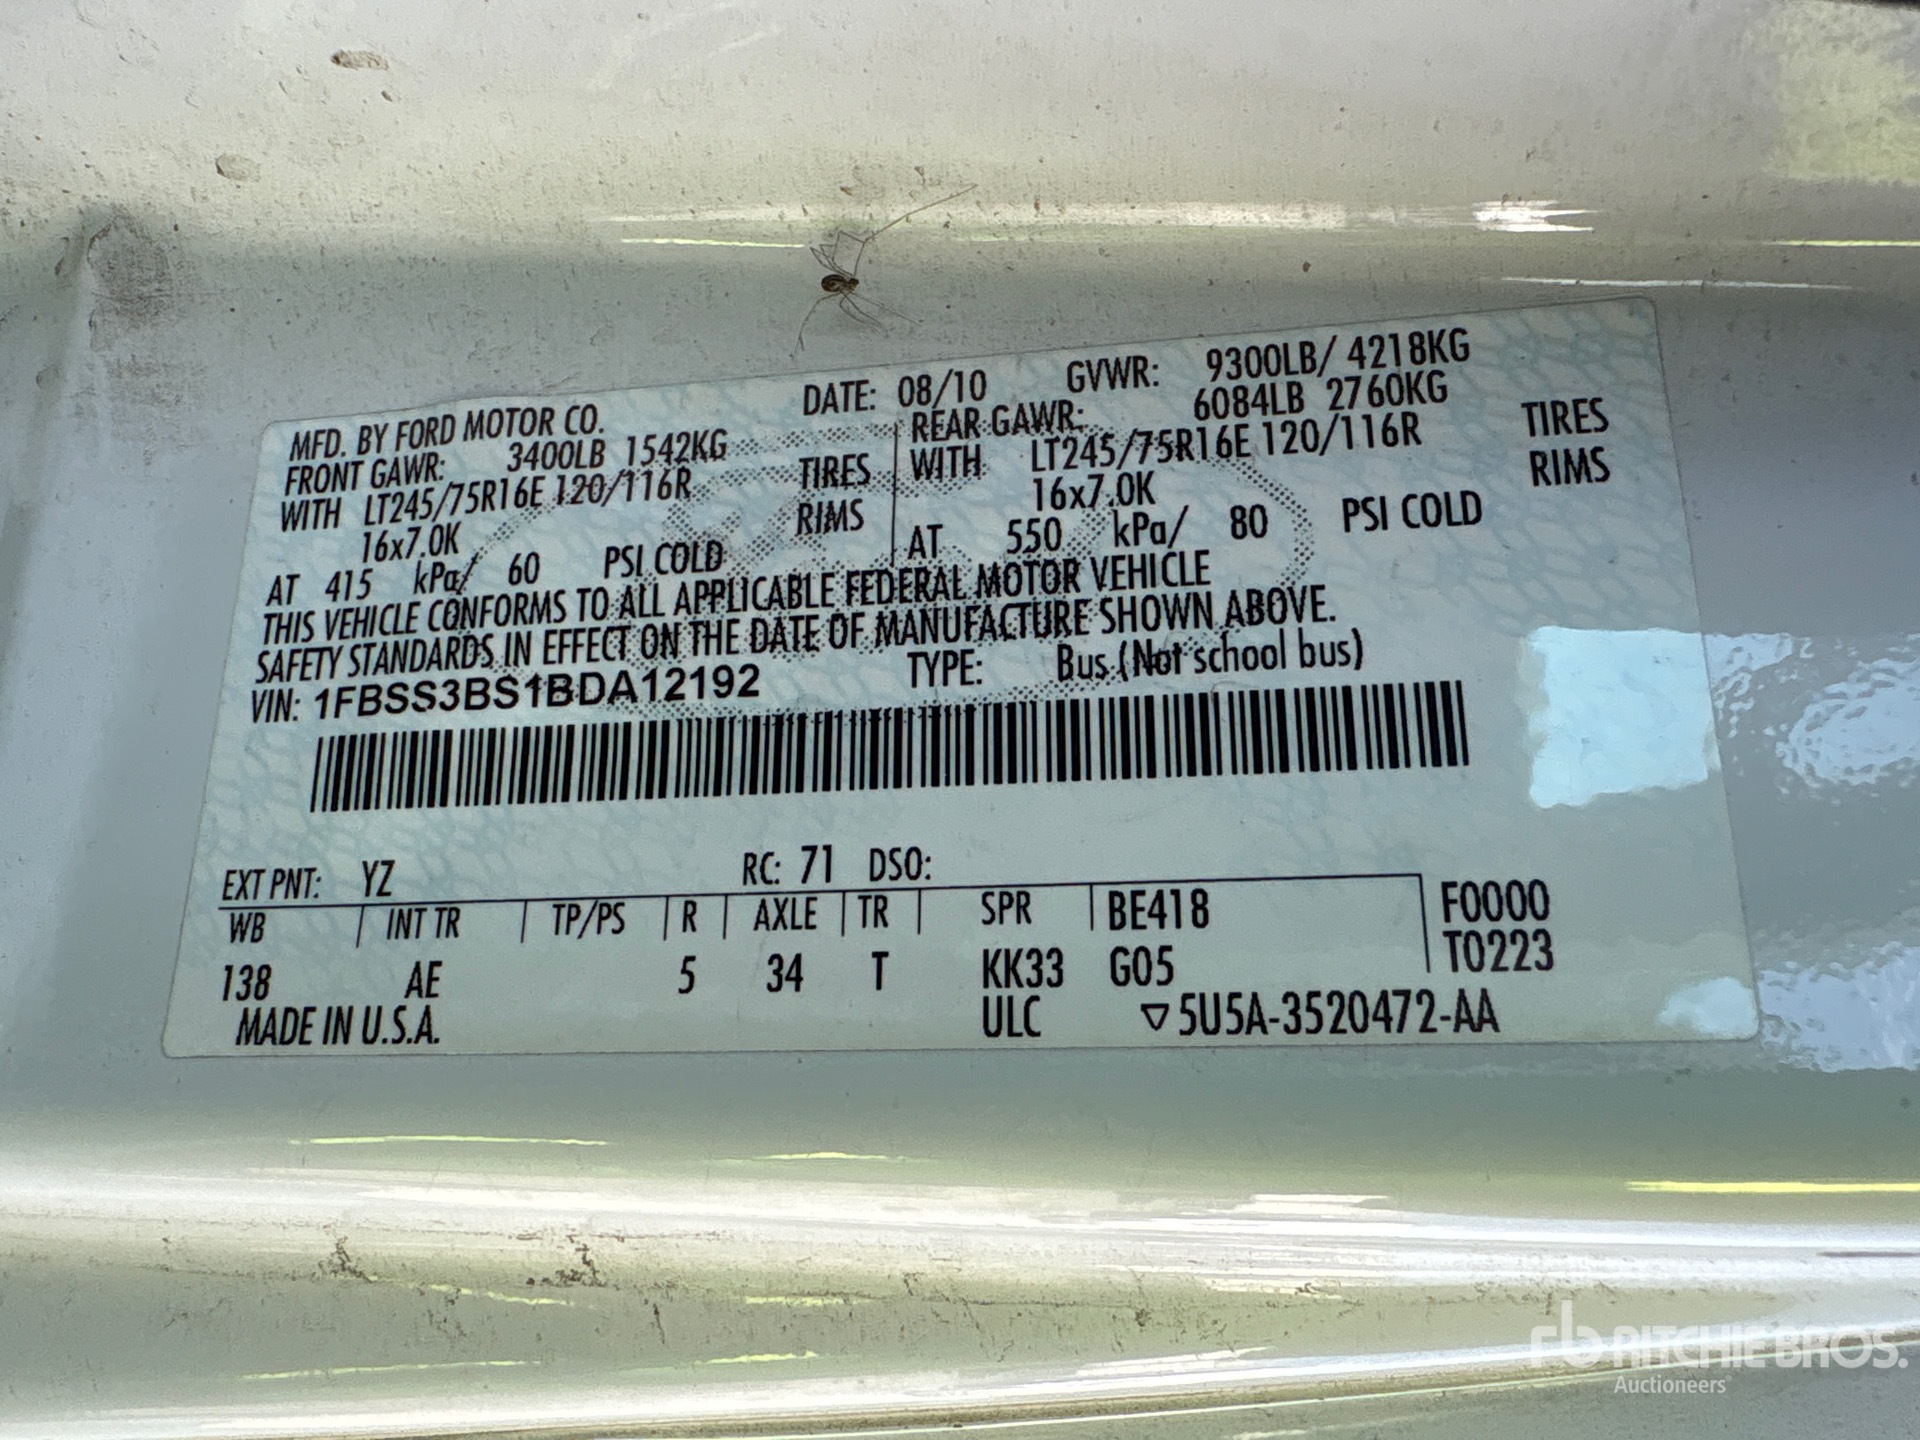 MFD. BY FORD MOTOR CO.
DATE: 08/10 GVWR: 9300LB/ 4218KG
FRONT GAWR: 3400LB 1542KG
REAR GAWR: 6084LB 2760KG
WITH LT245/75R16E 120/116R TIRES
WITH LT245/75R16E 120/116R TIRES
16x7.0K RIMS
16x7.0K RIMS
AT 415 kPa/ 60 PSI COLD
AT 550 kPa/ 80 PSI COLD
THIS VEHICLE CONFORMS TO ALL APPLICABLE FEDERAL MOTOR VEHICLE
SAFETY STANDARDS IN EFFECT ON THE DATE OF MANUFACTURE SHOWN ABOVE.
VIN: 1FBSS3BS1BDA12192 TYPE: Bus (Not school bus)
EXT PNT: YZ RC: 71 DSO:
WB INT TR TP/PS R AXLE TR SPR BE418 F0000
138 AE 5 34 T KK33 G05 T0223
MADE IN U.S.A. ULC ▽5U5A-3520472-AA
rb RITCHIE BROS.
Auctioneers